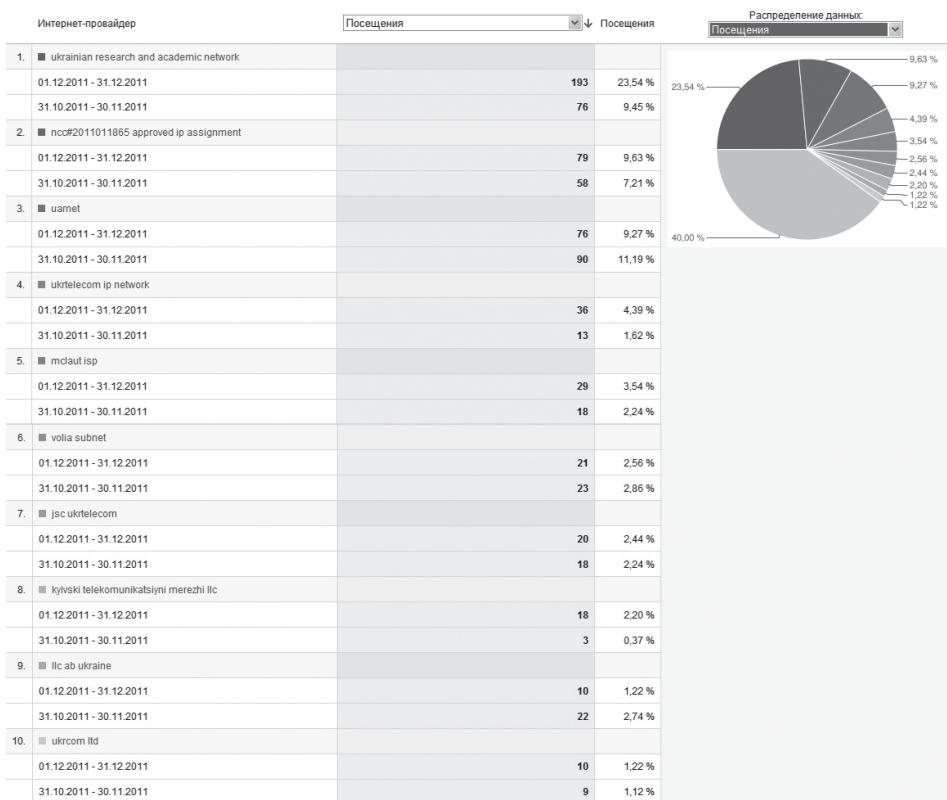 Интернет-провайдер Посещения Посещения
1. ukrainian research and academic network
01.12.2011 - 31.12.2011 193 23,54 %
31.10.2011 - 30.11.2011 76 9,45 %
2. ncc#2011011865 approved ip assignment
01.12.2011 - 31.12.2011 79 9,63 %
31.10.2011 - 30.11.2011 58 7,21 %
3. uarnet
01.12.2011 - 31.12.2011 76 9,27 %
31.10.2011 - 30.11.2011 90 11,19 %
4. ukrtelecom ip network
01.12.2011 - 31.12.2011 36 4,39 %
31.10.2011 - 30.11.2011 13 1,62 %
5. mclaut isp
01.12.2011 - 31.12.2011 29 3,54 %
31.10.2011 - 30.11.2011 18 2,24 %
6. volia subnet
01.12.2011 - 31.12.2011 21 2,56 %
31.10.2011 - 30.11.2011 23 2,86 %
7. jsc ukrtelecom
01.12.2011 - 31.12.2011 20 2,44 %
31.10.2011 - 30.11.2011 18 2,24 %
8. kyivski telekomunikatsiyni merezhi llc
01.12.2011 - 31.12.2011 18 2,20 %
31.10.2011 - 30.11.2011 3 0,37 %
9. llc ab ukraine
01.12.2011 - 31.12.2011 10 1,22 %
31.10.2011 - 30.11.2011 22 2,74 %
10. ukrcom ltd
01.12.2011 - 31.12.2011 10 1,22 %
31.10.2011 - 30.11.2011 9 1,12 %
Распределение данных:
Посещения
9,63 %
23,54 %
9,27 %
4,39 %
3,54 %
2,56 %
2,44 %
2,20 %
1,22 %
1,22 %
40,00 %